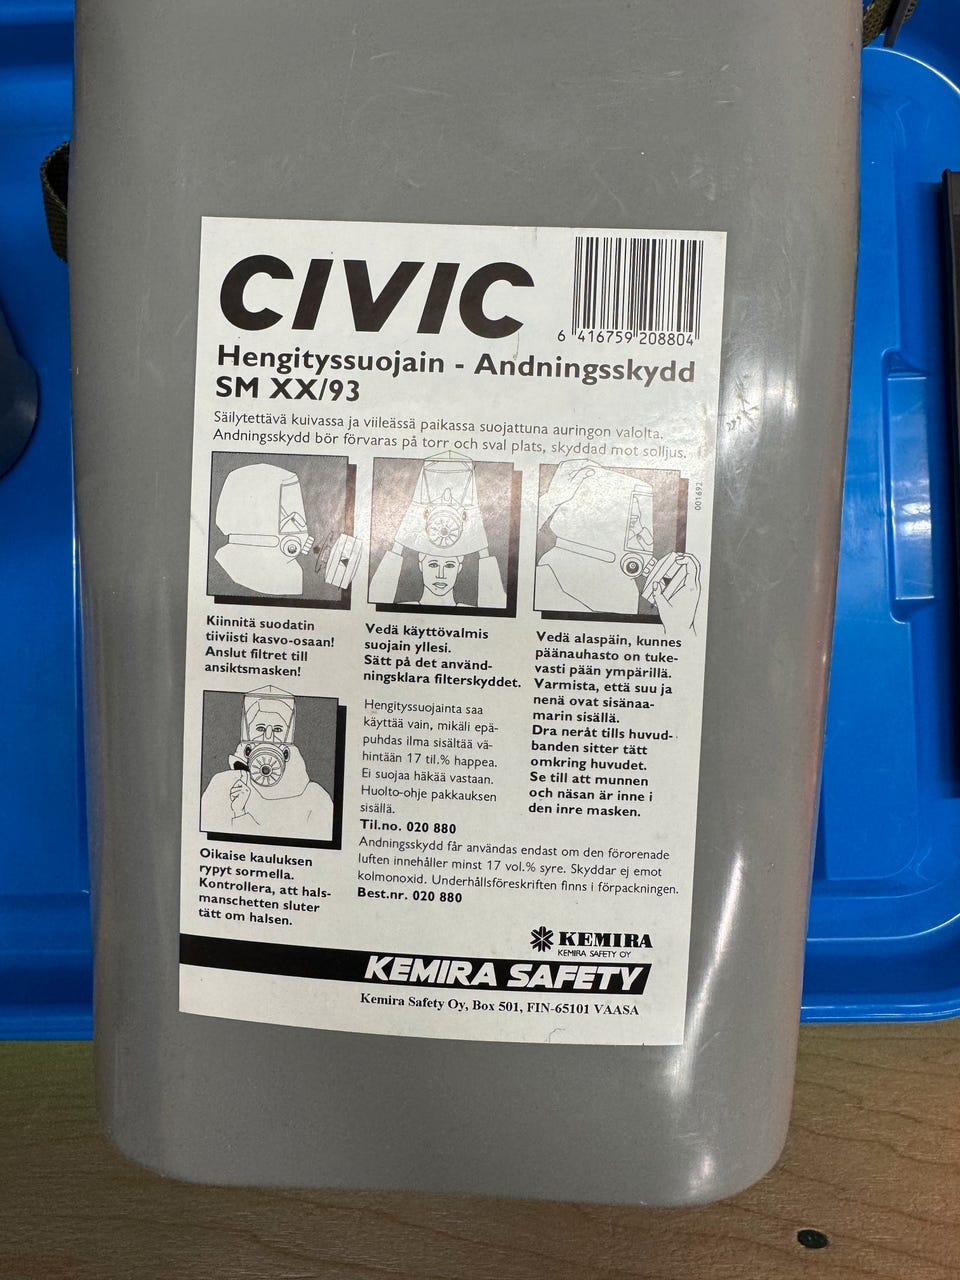 CIVIC
6 416759 208804
Hengityssuojain - Andningsskydd
SM XX/93
Säilytettävä kuivassa ja viileässä paikassa suojattuna auringon valolta.
Andningsskydd bör förvaras på torr och sval plats, skyddad mot solljus.
001692
Kiinnitä suodatin
tiiviisti kasvo-osaan!
Anslut filtret till
ansiktsmasken!
Vedä käyttövalmis
suojain yllesi.
Sätt på det använd-
ningsklara filterskyddet.
Vedä alaspäin, kunnes
päänauhasto on tuke-
vasti pään ympärillä.
Varmista, että suu ja
nenä ovat sisänaa-
marin sisällä.
Dra neråt tills huvud-
banden sitter tätt
omkring huvudet.
Se till att munnen
och näsan är inne i
den inre masken.
Oikaise kauluksen
rypyt sormella.
Kontrollera, att hals-
manschetten sluter
tätt om halsen.
Hengityssuojainta saa
käyttää vain, mikäli epä-
puhdas ilma sisältää vä-
hintään 17 til.% happea.
Ei suojaa häkää vastaan.
Huolto-ohje pakkauksen
sisällä.
Til.no. 020 880
Andningsskydd får användas endast om den förorenade
luften innehåller minst 17 vol.% syre. Skyddar ej emot
kolmonoxid. Underhållsföreskriften finns i förpackningen.
Best.nr. 020 880
KEMIRA
KEMIRA SAFETY OY
KEMIRA SAFETY
Kemira Safety Oy, Box 501, FIN-65101 VAASA